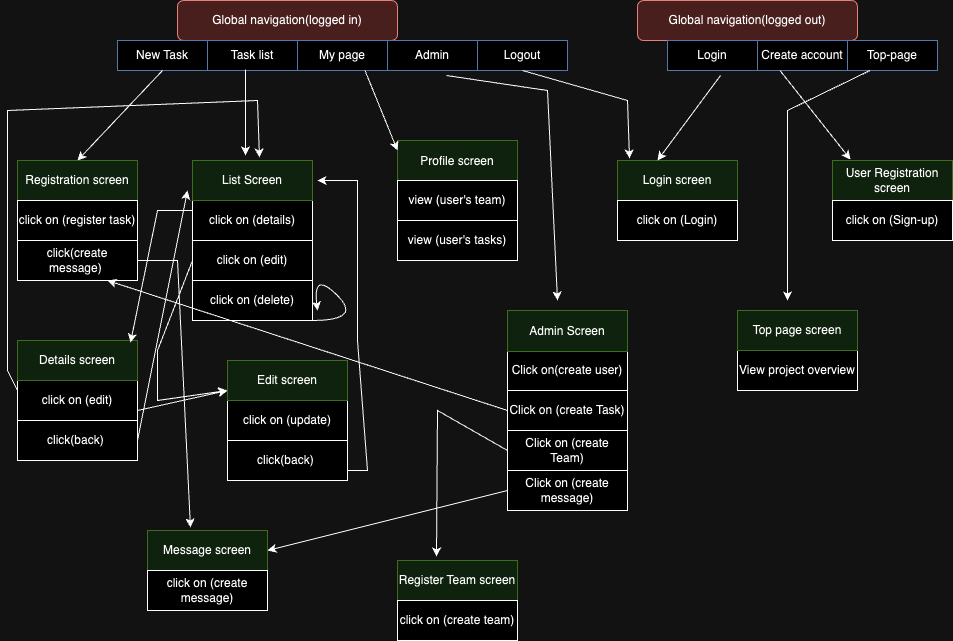 Global navigation(logged in)
Global navigation(logged out)
New Task
Task list
My page
Admin
Logout
Login
Create account
Top-page
Registration screen
click on (register task)
click(create
message)
List Screen
click on (details)
click on (edit)
click on (delete)
Profile screen
view (user's team)
view (user's tasks)
Login screen
click on (Login)
User Registration
screen
click on (Sign-up)
Details screen
click on (edit)
click(back)
Edit screen
click on (update)
click(back)
Admin Screen
Click on(create user)
Click on (create Task)
Click on (create
Team)
Click on (create
message)
Top page screen
View project overview
Message screen
click on (create
message)
Register Team screen
click on (create team)